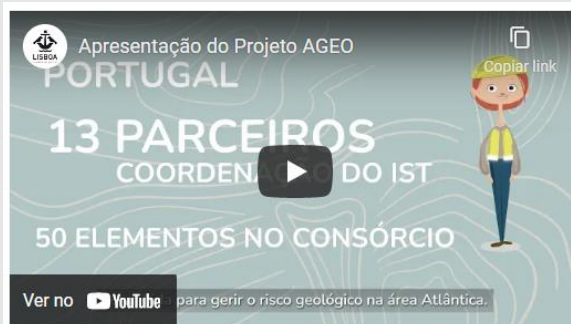 LISBOA
Apresentação do Projeto AGEO
Copiar link
PORTUGAL
13 PARCEIROS
COORDENAÇÃO DO IST
50 ELEMENTOS NO CONSÓRCIO
Ver no YouTube
para gerir o risco geológico na área Atlântica.